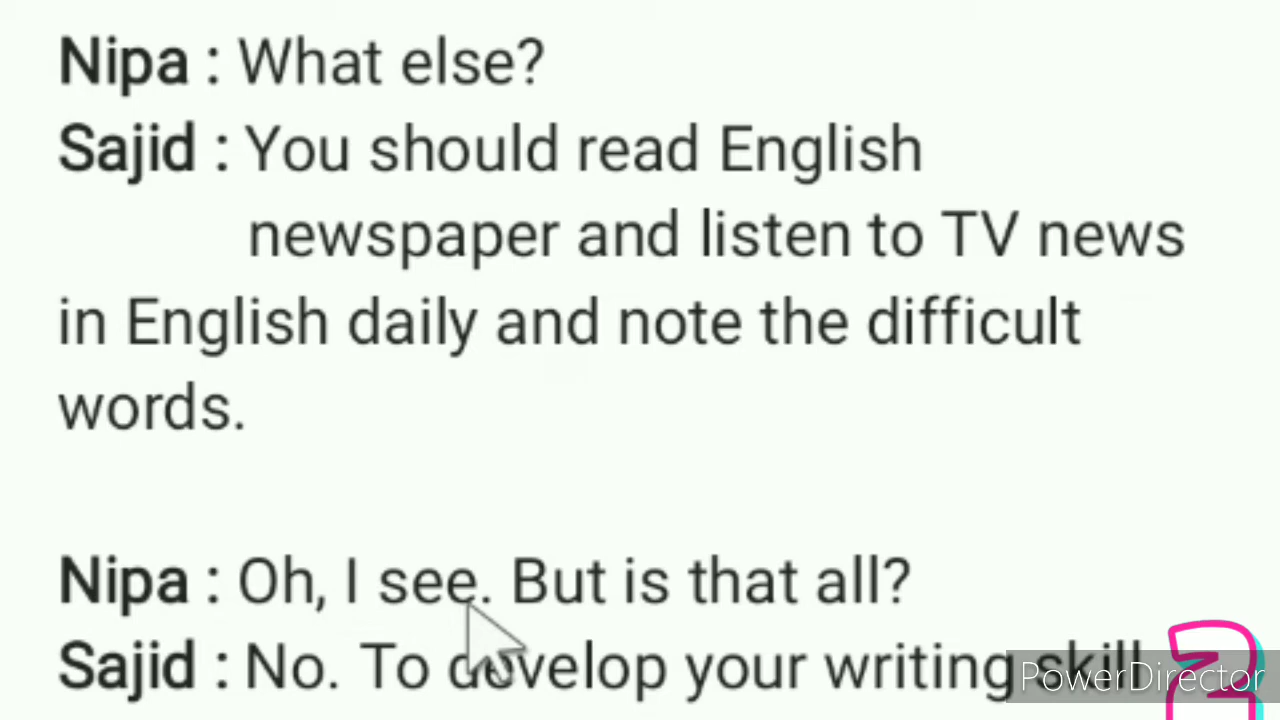 Nipa : What else?
Sajid : You should read English
newspaper and listen to TV news
in English daily and note the difficult
words.
Nipa : Oh, I see. But is that all?
Sajid : No. To develop your writing skill
PowerDirector